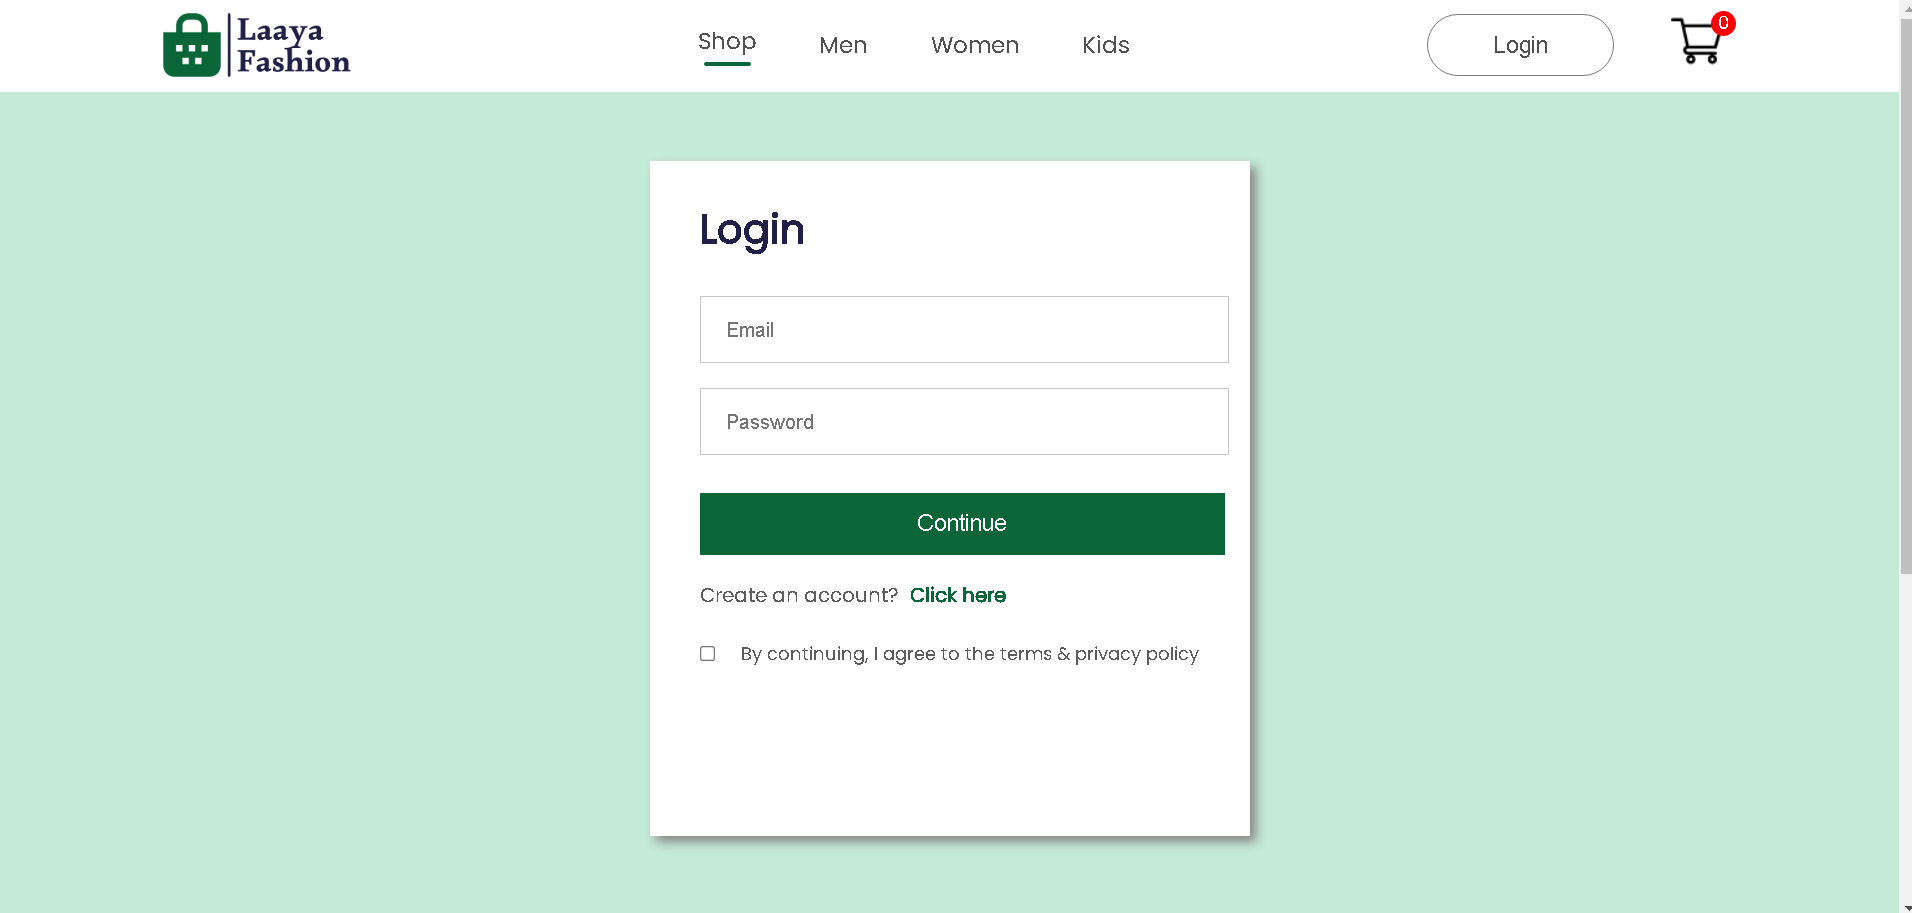 Laaya
Fashion
Shop
Men
Women
Kids
Login
0
Login
Email
Password
Continue
Create an account? Click here
By continuing, I agree to the terms & privacy policy